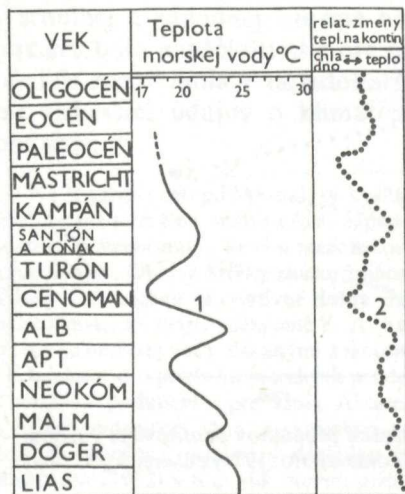 VEK
Teplota
morskej vody °C
relat. zmeny
tepl. na kontin.
chla ⇸ teplo
dno
17 20 25 30
OLIGOCÉN
EOCÉN
PALEOCÉN
MÁSTRICHT
KAMPÁN
SANTÓN
A KOŇAK
TURÓN
CENOMAN
1
2
ALB
APT
NEOKÓM
MALM
DOGER
LIAS